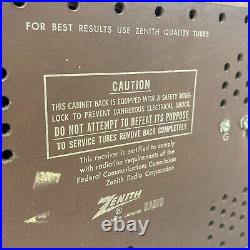 FOR BEST RESULTS USE ZENITH QUALITY TUBES
CAUTION
THIS CABINET BACK IS EQUIPPED WITH A SAFETY INTER-
LOCK TO PREVENT DANGEROUS ELECTRICAL SHOCK.
DO NOT ATTEMPT TO DEFEAT ITS PURPOSE
TO SERVICE TUBES REMOVE BACK COMPLETELY
This receiver is certified to comply
with radiation requirements of the
Federal Communications Commission
Zenith Radio Corporation
ZENITH
RADIO
G